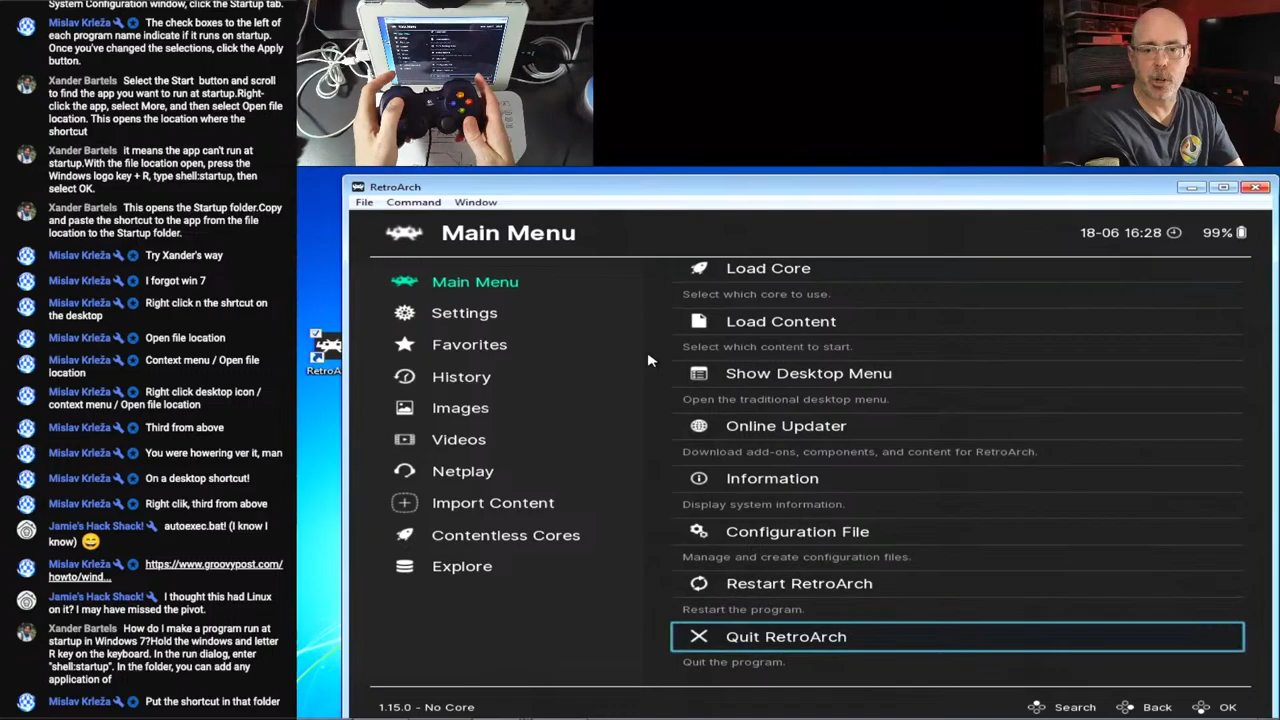 System Configuration window, click the Startup tab.
Mislav Krleža The check boxes to the left of
each program name indicate if it runs on startup.
Once you've changed the selections, click the Apply
button.
Xander Bartels Select the Start button and scroll
to find the app you want to run at startup.Right-
click the app, select More, and then select Open file
location. This opens the location where the
shortcut
Xander Bartels it means the app can't run at
startup.With the file location open, press the
Windows logo key + R, type shell:startup, then
select OK.
Xander Bartels This opens the Startup folder.Copy
and paste the shortcut to the app from the file
location to the Startup folder.
Mislav Krleža Try Xander's way
Mislav Krleža I forgot win 7
Mislav Krleža Right click n the shrtcut on
the desktop
Mislav Krleža Open file location
Mislav Krleža Context menu / Open file
location
Mislav Krleža Right click desktop icon /
context menu / Open file location
Mislav Krleža Third from above
Mislav Krleža You were howering ver it, man
Mislav Krleža On a desktop shortcut!
Mislav Krleža Right clik, third from above
Jamie's Hack Shack! autoexec.bat! (I know I
know)
Mislav Krleža https://www.groovypost.com/
howto/wind...
Jamie's Hack Shack! I thought this had Linux
on it? I may have missed the pivot.
Xander Bartels How do I make a program run at
startup in Windows 7?Hold the windows and letter
R key on the keyboard. In the run dialog, enter
"shell:startup". In the folder, you can add any
application of
Mislav Krleža Put the shortcut in that folder
RetroA
RetroArch
File Command Window
Main Menu
18-06 16:28 99%
Main Menu
Settings
Favorites
History
Images
Videos
Netplay
Import Content
Contentless Cores
Explore
Load Core
Select which core to use.
Load Content
Select which content to start.
Show Desktop Menu
Open the traditional desktop menu.
Online Updater
Download add-ons, components, and content for RetroArch.
Information
Display system information.
Configuration File
Manage and create configuration files.
Restart RetroArch
Restart the program.
Quit RetroArch
Quit the program.
1.15.0 - No Core
Search Back OK